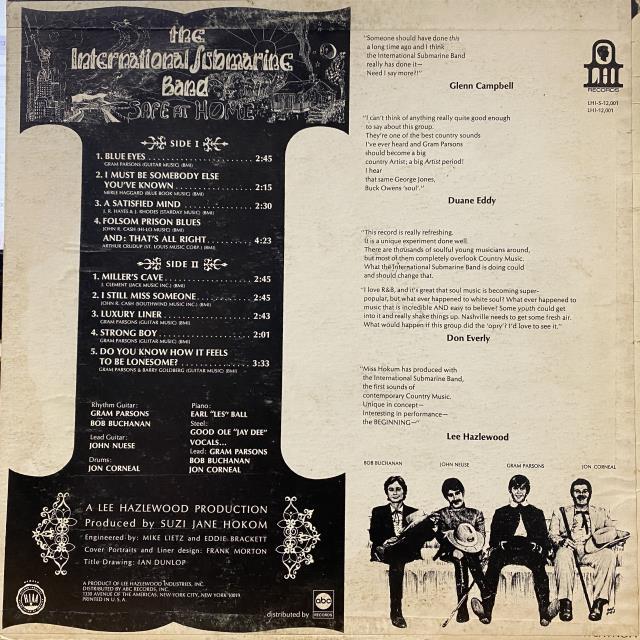 the
International Submarine
Band
SAFE AT HOME
SIDE I
1. BLUE EYES 2:45
GRAM PARSONS (GUITAR MUSIC) (BMI)
2. I MUST BE SOMEBODY ELSE
YOU'VE KNOWN 2:15
MERLE HAGGARD (BLUE BOOK MUSIC) (BMI)
3. A SATISFIED MIND 2:30
J. R. HAYES & J. RHODES (STARDAY MUSIC) (BMI)
4. FOLSOM PRISON BLUES
JOHN R. CASH (HI-LO MUSIC) (BMI)
AND: THAT'S ALL RIGHT 4:23
ARTHUR CRUDUP (ST. LOUIS MUSIC CORP.) (BMI)
SIDE II
1. MILLER'S CAVE 2:45
J. CLEMENT (JACK MUSIC INC.) (BMI)
2. I STILL MISS SOMEONE 2:45
JOHN R. CASH (SOUTHWIND MUSIC INC.) (BMI)
3. LUXURY LINER 2:43
GRAM PARSONS (GUITAR MUSIC) (BMI)
4. STRONG BOY 2:01
GRAM PARSONS (GUITAR MUSIC) (BMI)
5. DO YOU KNOW HOW IT FEELS
TO BE LONESOME? 3:33
GRAM PARSONS & BARRY GOLDBERG (GUITAR MUSIC) (BMI)
Rhythm Guitar:
GRAM PARSONS
BOB BUCHANAN
Lead Guitar:
JOHN NUESE
Drums:
JON CORNEAL
Piano:
EARL "LES" BALL
Steel:
GOOD OLE "JAY DEE"
VOCALS...
Lead: GRAM PARSONS
BOB BUCHANAN
JON CORNEAL
A LEE HAZLEWOOD PRODUCTION
Produced by SUZI JANE HOKOM
Engineered by: MIKE LIETZ and EDDIE BRACKETT
Cover Portraits and Liner design: FRANK MORTON
Title Drawing: IAN DUNLOP
A PRODUCT OF LEE HAZLEWOOD INDUSTRIES, INC.
DISTRIBUTED BY ABC RECORDS, INC.
1330 AVENUE OF THE AMERICAS, NEW YORK CITY, NEW YORK 10019
PRINTED IN U. S. A.
distributed by
abc
RECORDS
"Someone should have done this
a long time ago and I think
the International Submarine Band
really has done it—
Need I say more?!"
Glenn Campbell
LHI
RECORDS
LHI-S-12,001
LHI-12,001
"I can't think of anything really quite good enough
to say about this group.
They're one of the best country sounds
I've ever heard and Gram Parsons
should become a big
country Artist; a big Artist period!
I hear
that same George Jones,
Buck Owens 'soul'."
Duane Eddy
"This record is really refreshing.
It is a unique experiment done well.
There are thousands of soulful young musicians around,
but most of them completely overlook Country Music.
What the International Submarine Band is doing could
and should change that.
"I love R&B, and it's great that soul music is becoming super-
popular, but what ever happened to white soul? What ever happened to
music that is incredible AND easy to believe? Some youth could get
into it and really shake things up. Nashville needs to get some fresh air.
What would happen if this group did the 'opry'? I'd love to see it."
Don Everly
"Miss Hokom has produced with
the International Submarine Band,
the first sounds of
contemporary Country Music.
Unique in concept—
Interesting in performance—
the BEGINNING—"
Lee Hazlewood
BOB BUCHANAN
JOHN NEUSE
GRAM PARSONS
JON CORNEAL